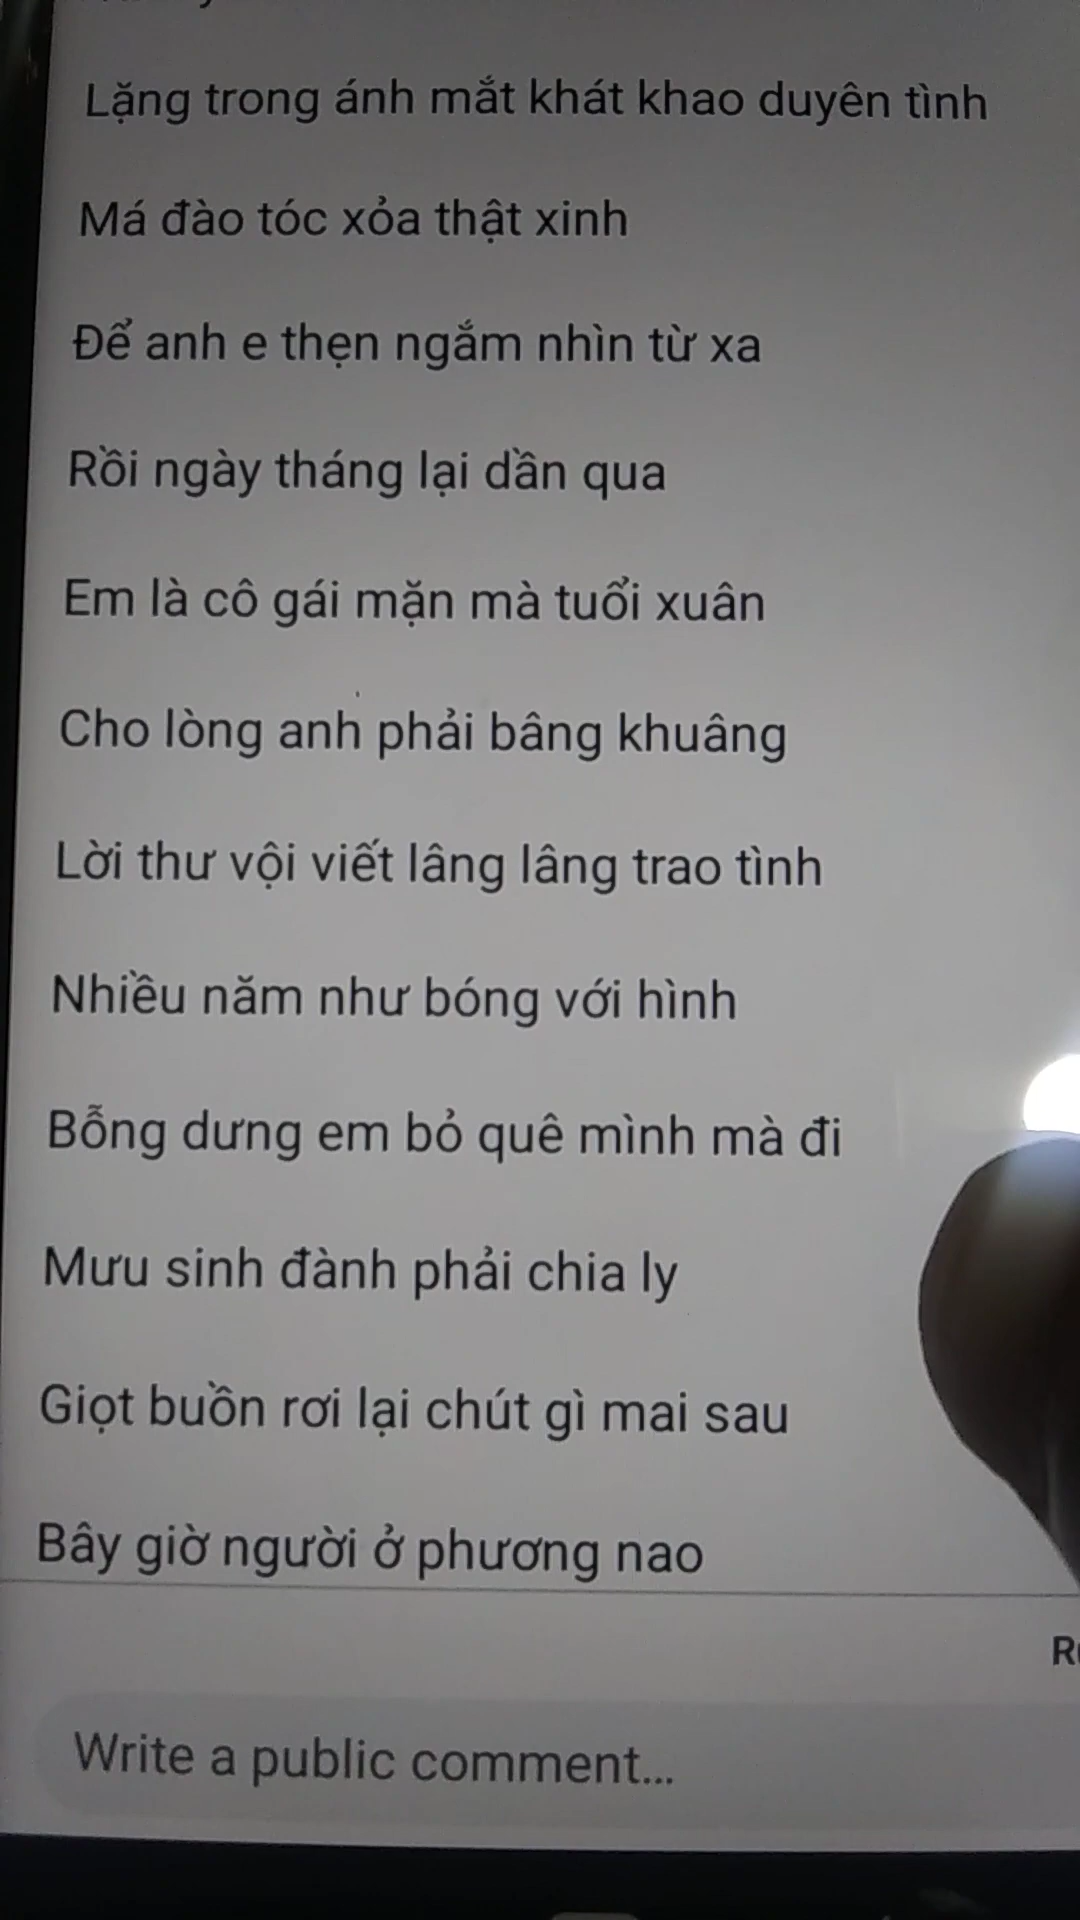 Lặng trong ánh mắt khát khao duyên tình
Má đào tóc xỏa thật xinh
Để anh e thẹn ngắm nhìn từ xa
Rồi ngày tháng lại dần qua
Em là cô gái mặn mà tuổi xuân
Cho lòng anh phải bâng khuâng
Lời thư vội viết lâng lâng trao tình
Nhiều năm như bóng với hình
Bỗng dưng em bỏ quê mình mà đi
Mưu sinh đành phải chia ly
Giọt buồn rơi lại chút gì mai sau
Bây giờ người ở phương nao
Write a public comment...